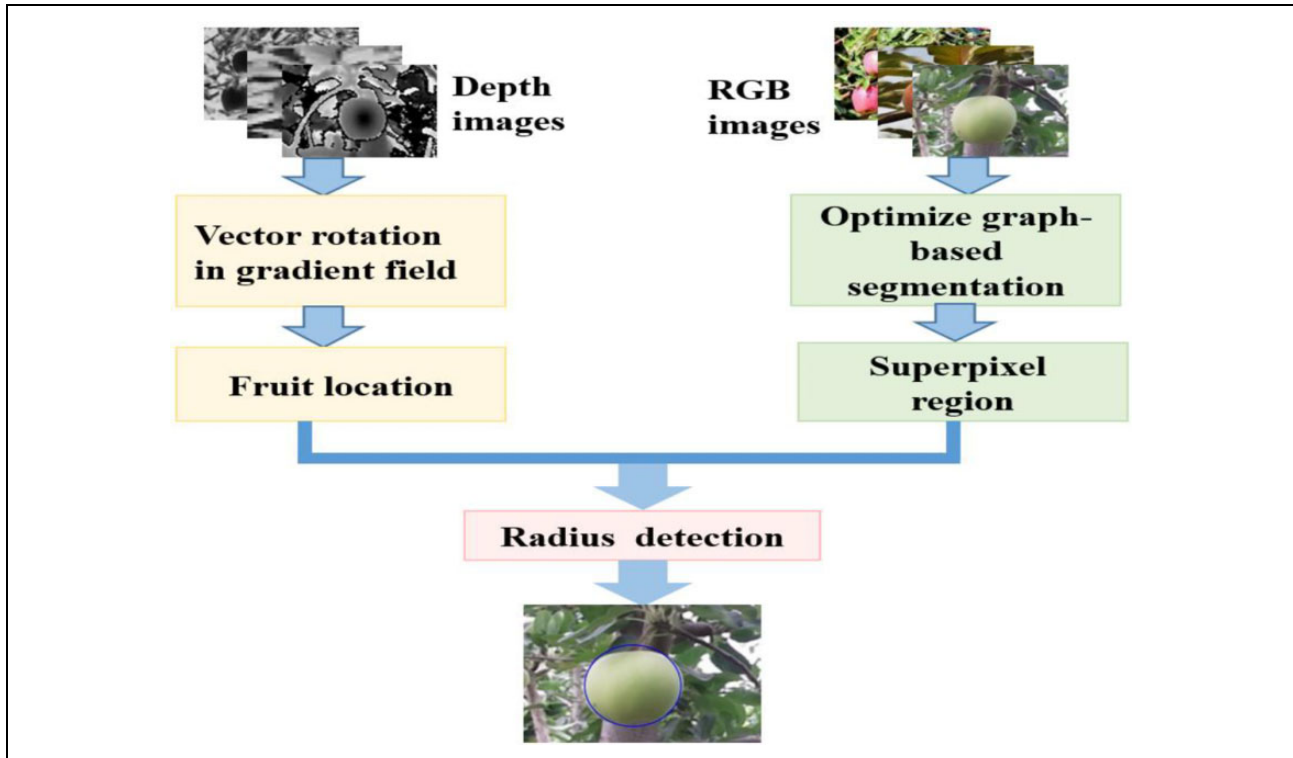 Depth
images
RGB
images
Vector rotation
in gradient field
Optimize graph-
based
segmentation
Fruit location
Superpixel
region
Radius detection